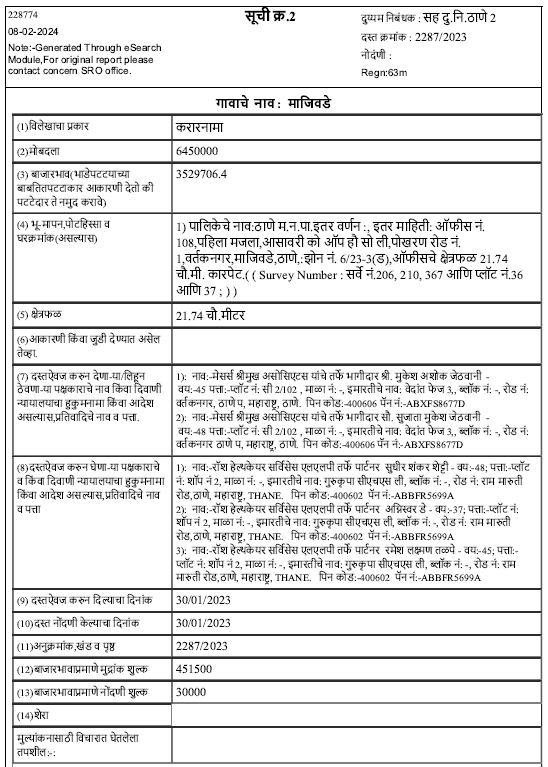 228774
08-02-2024
Note:-Generated Through eSearch
Module,For original report please
contact concern SRO office.
सूची क्र.2
दुय्यम निबंधक : सह दु.नि.ठाणे 2
दस्त क्रमांक : 2287/2023
नोदंणी :
Regn:63m
गावाचे नाव : माजिवडे
(1)विलेखाचा प्रकार
करारनामा
(2)मोबदला
6450000
(3) बाजारभाव(भाडेपटटयाच्या
बाबतितपटटाकार आकारणी देतो की
पटटेदार ते नमुद करावे)
3529706.4
(4) भू-मापन,पोटहिस्सा व
घरक्रमांक(असल्यास)
1) पालिकेचे नाव:ठाणे म.न.पा.इतर वर्णन :, इतर माहिती: ऑफीस नं.
108,पहिला मजला,आसावरी को ऑप हौ सो ली,पोखरण रोड नं.
1,वर्तकनगर,माजिवडे,ठाणे,:झोन नं. 6/23-3(ड),ऑफीसचे क्षेत्रफळ 21.74
चौ.मी. कारपेट.( ( Survey Number : सर्वे नं.206, 210, 367 आणि प्लॉट नं.36
आणि 37 ; ) )
(5) क्षेत्रफळ
21.74 चौ.मीटर
(6)आकारणी किंवा जुडी देण्यात असेल
तेव्हा.
(7) दस्तऐवज करुन देणा-या/लिहून
ठेवणा-या पक्षकाराचे नाव किंवा दिवाणी
न्यायालयाचा हुकुमनामा किंवा आदेश
असल्यास,प्रतिवादिचे नाव व पत्ता.
1): नाव:-मेसर्स श्रीमुख असोसिएटस यांचे तर्फे भागीदार श्री. मुकेश अशोक जेठवानी -
वय:-45 पत्ता:-प्लॉट नं: सी 2/102 , माळा नं: -, इमारतीचे नाव: वेदांत फेज 3,, ब्लॉक नं: -, रोड नं:
वर्तकनगर, ठाणे प, महाराष्ट्र, ठाणे. पिन कोड:-400606 पॅन नं:-ABXFS8677D
2): नाव:-मेसर्स श्रीमुख असोसिएटस यांचे तर्फे भागीदार सौ. सुजाता मुकेश जेठवानी -
वय:-48 पत्ता:-प्लॉट नं: सी 2/102 , माळा नं: -, इमारतीचे नाव: वेदांत फेज 3,, ब्लॉक नं: -, रोड नं:
वर्तकनगर ठाणे प, महाराष्ट्र, ठाणे. पिन कोड:-400606 पॅन नं:-ABXFS8677D
(8)दस्तऐवज करुन घेणा-या पक्षकाराचे
व किंवा दिवाणी न्यायालयाचा हुकुमनामा
किंवा आदेश असल्यास,प्रतिवादिचे नाव
व पत्ता
1): नाव:-रॉश हेल्थकेयर सर्विसेस एलएलपी तर्फे पार्टनर सुधीर शंकर शेट्टी - वय:-48; पत्ता:-प्लॉट
नं: शॉप नं 2, माळा नं: -, इमारतीचे नाव: गुरुकृपा सीएचएस ली, ब्लॉक नं: -, रोड नं: राम मारुती
रोड,ठाणे, महाराष्ट्र, THANE. पिन कोड:-400602 पॅन नं:-ABBFR5699A
2): नाव:-रॉश हेल्थकेयर सर्विसेस एलएलपी तर्फे पार्टनर अग्निस्वर डे - वय:-37; पत्ता:-प्लॉट नं:
शॉप नं 2, माळा नं: -, इमारतीचे नाव: गुरुकृपा सीएचएस ली, ब्लॉक नं: -, रोड नं: राम मारुती
रोड,ठाणे, महाराष्ट्र, THANE. पिन कोड:-400602 पॅन नं:-ABBFR5699A
3): नाव:-रॉश हेल्थकेयर सर्विसेस एलएलपी तर्फे पार्टनर रमेश लक्ष्मण तळपे - वय:-45; पत्ता:-
प्लॉट नं: शॉप नं 2, माळा नं: -, इमारतीचे नाव: गुरुकृपा सीएचएस ली, ब्लॉक नं: -, रोड नं: राम
मारुती रोड,ठाणे, महाराष्ट्र, THANE. पिन कोड:-400602 पॅन नं:-ABBFR5699A
(9) दस्तऐवज करुन दिल्याचा दिनांक
30/01/2023
(10)दस्त नोंदणी केल्याचा दिनांक
30/01/2023
(11)अनुक्रमांक,खंड व पृष्ठ
2287/2023
(12)बाजारभावाप्रमाणे मुद्रांक शुल्क
451500
(13)बाजारभावाप्रमाणे नोंदणी शुल्क
30000
(14)शेरा
मुल्यांकनासाठी विचारात घेतलेला
तपशील:-: